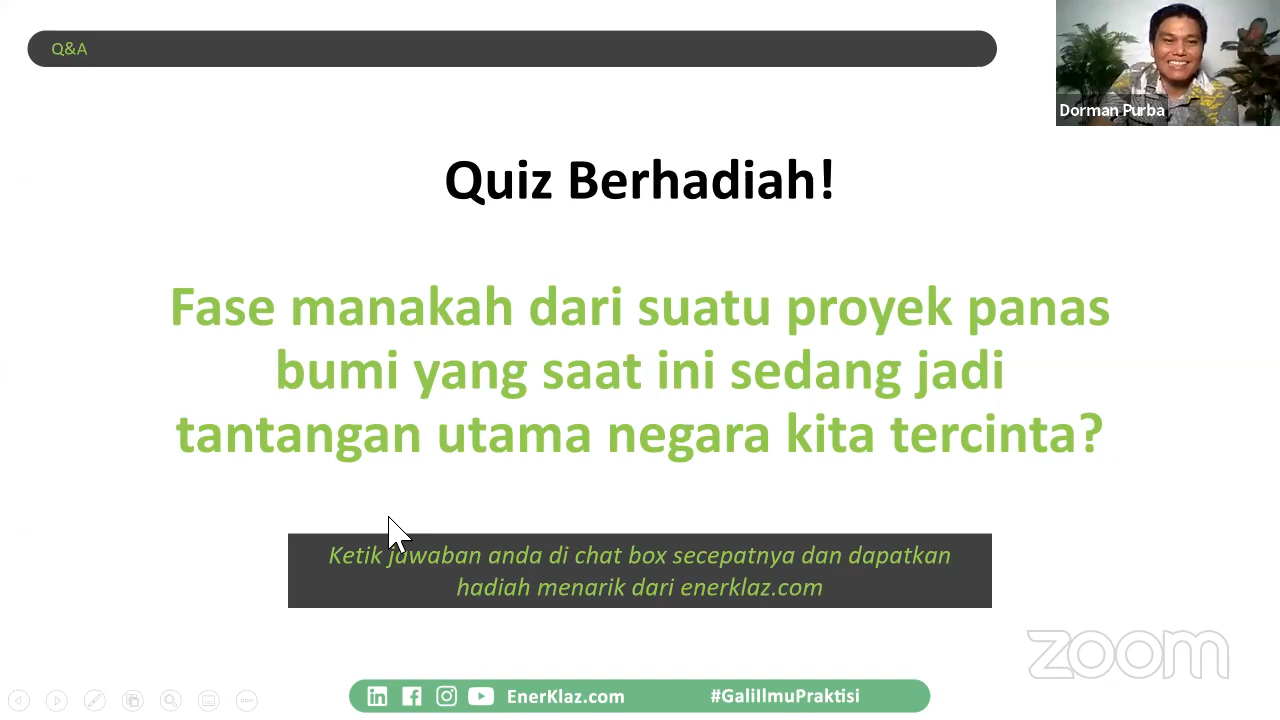 Q&A
Dorman Purba
Quiz Berhadiah!
Fase manakah dari suatu proyek panas
bumi yang saat ini sedang jadi
tantangan utama negara kita tercinta?
Ketik jawaban anda di chat box secepatnya dan dapatkan
hadiah menarik dari enerklaz.com
zoom
EnerKlaz.com #GaliIlmuPraktisi